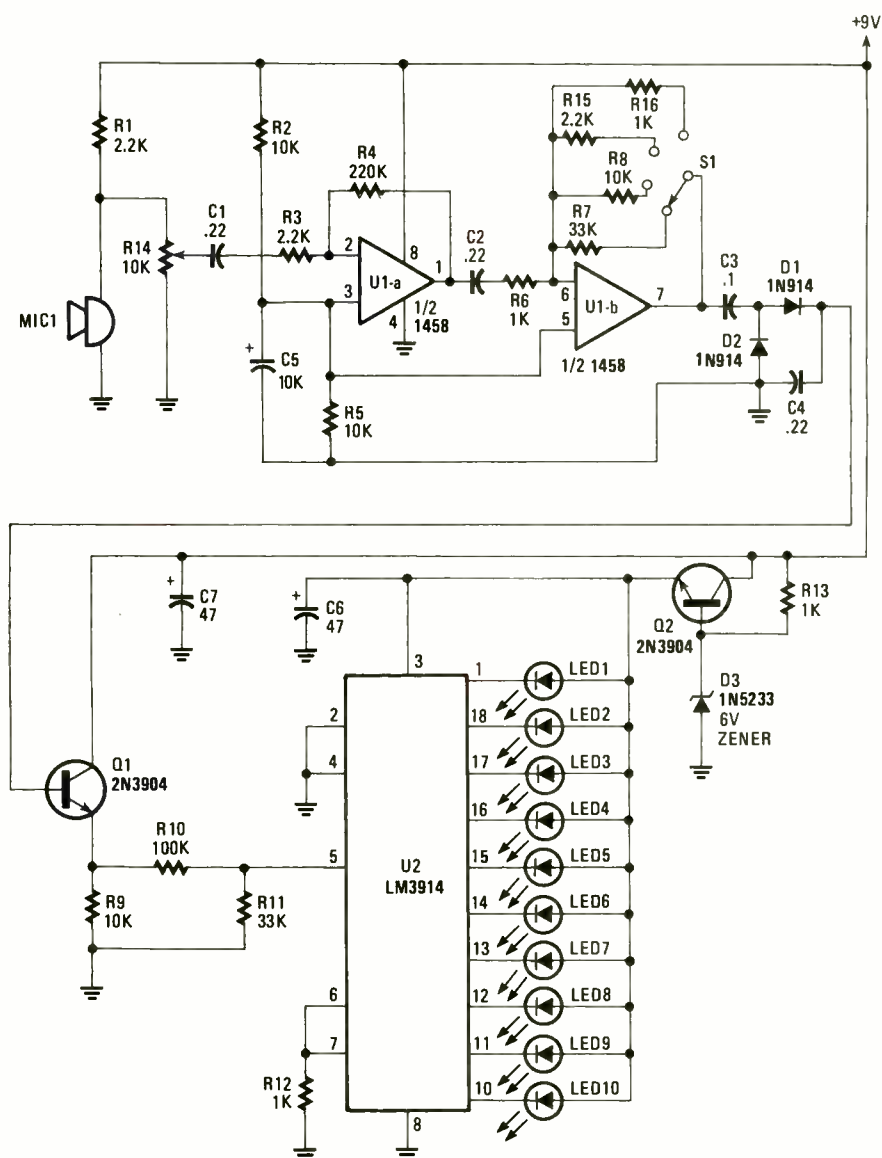 +9V
R1
2.2K
R2
10K
R4
220K
R15
2.2K
R16
1K
R8
10K
S1
R7
33K
R14
10K
C1
.22
R3
2.2K
2
3
8
1
4
U1-a
1/2
1458
C2
.22
R6
1K
6
5
7
U1-b
1/2 1458
C3
.1
D1
1N914
D2
1N914
C4
.22
MIC1
+
C5
10K
R5
10K
+
C7
47
+
C6
47
Q2
2N3904
R13
1K
D3
1N5233
6V
ZENER
Q1
2N3904
R10
100K
R9
10K
R11
33K
R12
1K
U2
LM3914
3
2
4
5
6
7
8
1
LED1
18
LED2
17
LED3
16
LED4
15
LED5
14
LED6
13
LED7
12
LED8
11
LED9
10
LED10